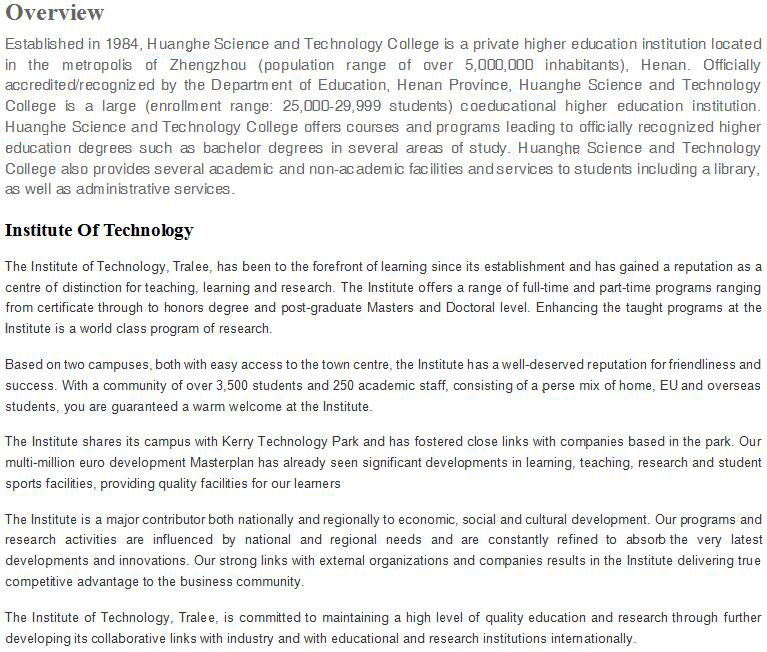 Overview
Established in 1984, Huanghe Science and Technology College is a private higher education institution located
in the metropolis of Zhengzhou (population range of over 5,000,000 inhabitants), Henan. Officially
accredited/recognized by the Department of Education, Henan Province, Huanghe Science and Technology
College is a large (enrollment range: 25,000-29,999 students) coeducational higher education institution.
Huanghe Science and Technology College offers courses and programs leading to officially recognized higher
education degrees such as bachelor degrees in several areas of study. Huanghe Science and Technology
College also provides several academic and non-academic facilities and services to students including a library,
as well as administrative services.
Institute Of Technology
The Institute of Technology, Tralee, has been to the forefront of learning since its establishment and has gained a reputation as a
centre of distinction for teaching, learning and research. The Institute offers a range of full-time and part-time programs ranging
from certificate through to honors degree and post-graduate Masters and Doctoral level. Enhancing the taught programs at the
Institute is a world class program of research.
Based on two campuses, both with easy access to the town centre, the Institute has a well-deserved reputation for friendliness and
success. With a community of over 3,500 students and 250 academic staff, consisting of a perse mix of home, EU and overseas
students, you are guaranteed a warm welcome at the Institute.
The Institute shares its campus with Kerry Technology Park and has fostered close links with companies based in the park. Our
multi-million euro development Masterplan has already seen significant developments in learning, teaching, research and student
sports facilities, providing quality facilities for our learners
The Institute is a major contributor both nationally and regionally to economic, social and cultural development. Our programs and
research activities are influenced by national and regional needs and are constantly refined to absorb the very latest
developments and innovations. Our strong links with external organizations and companies results in the Institute delivering true
competitive advantage to the business community.
The Institute of Technology, Tralee, is committed to maintaining a high level of quality education and research through further
developing its collaborative links with industry and with educational and research institutions internationally.